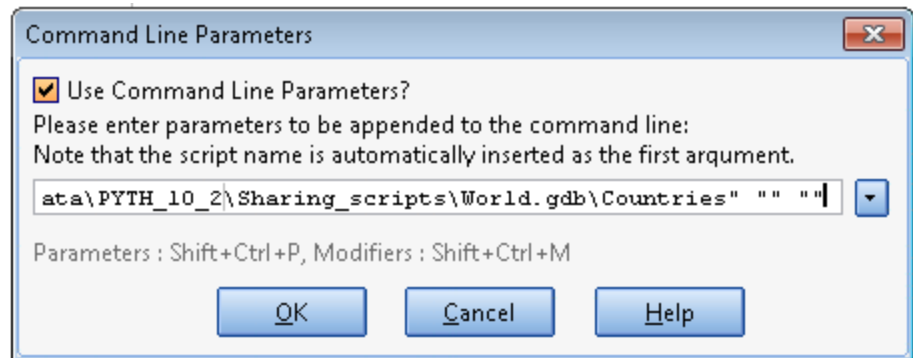 Command Line Parameters
Use Command Line Parameters?
Please enter parameters to be appended to the command line:
Note that the script name is automatically inserted as the first arqument.
ata\PYTH_10_2\Sharing_scripts\World.gdb\Countries" "" ""
Parameters : Shift+Ctrl+P, Modifiers : Shift+Ctrl+M
OK Cancel Help